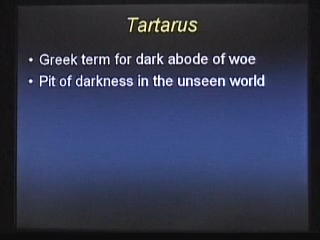 Tartarus
• Greek term for dark abode of woe
• Pit of darkness in the unseen world